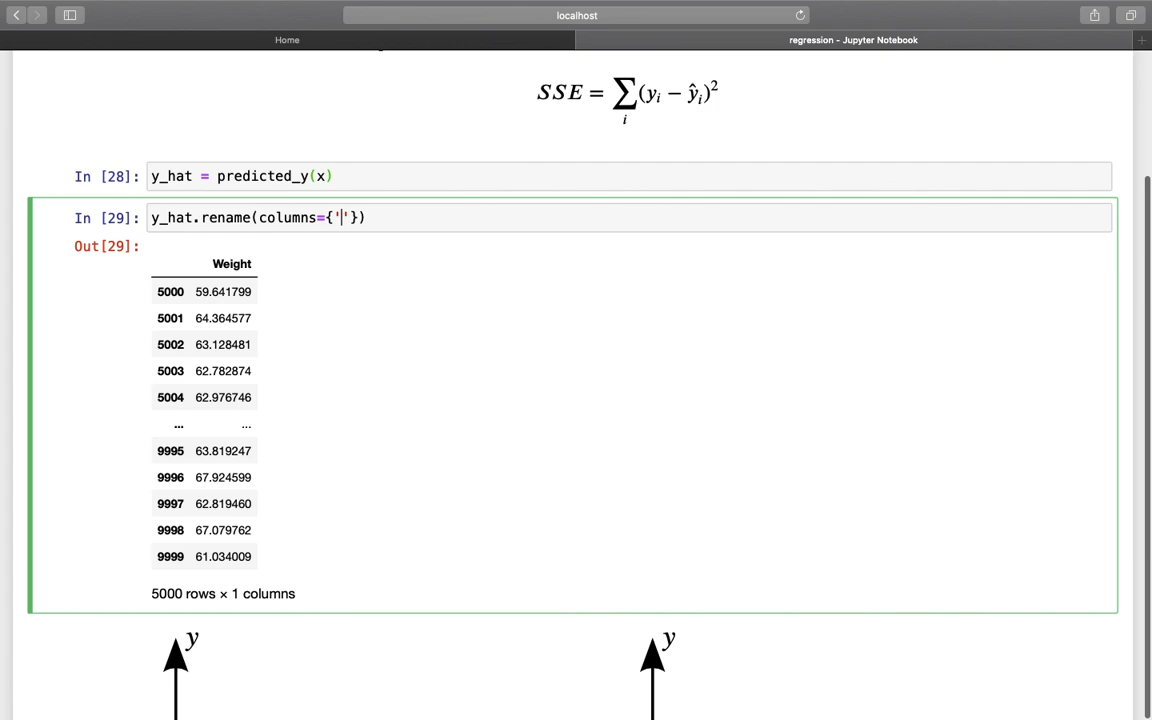 localhost
Home
regression - Jupyter Notebook
SSE = ∑i(yi − ŷi)2
In [28]: y_hat = predicted_y(x)
In [29]: y_hat.rename(columns={''})
Out[29]:
Weight
5000 59.641799
5001 64.364577
5002 63.128481
5003 62.782874
5004 62.976746
... ...
9995 63.819247
9996 67.924599
9997 62.819460
9998 67.079762
9999 61.034009
5000 rows × 1 columns
y
y